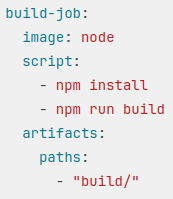 build-job:
  image: node
  script:
    - npm install
    - npm run build
  artifacts:
    paths:
      - "build/"